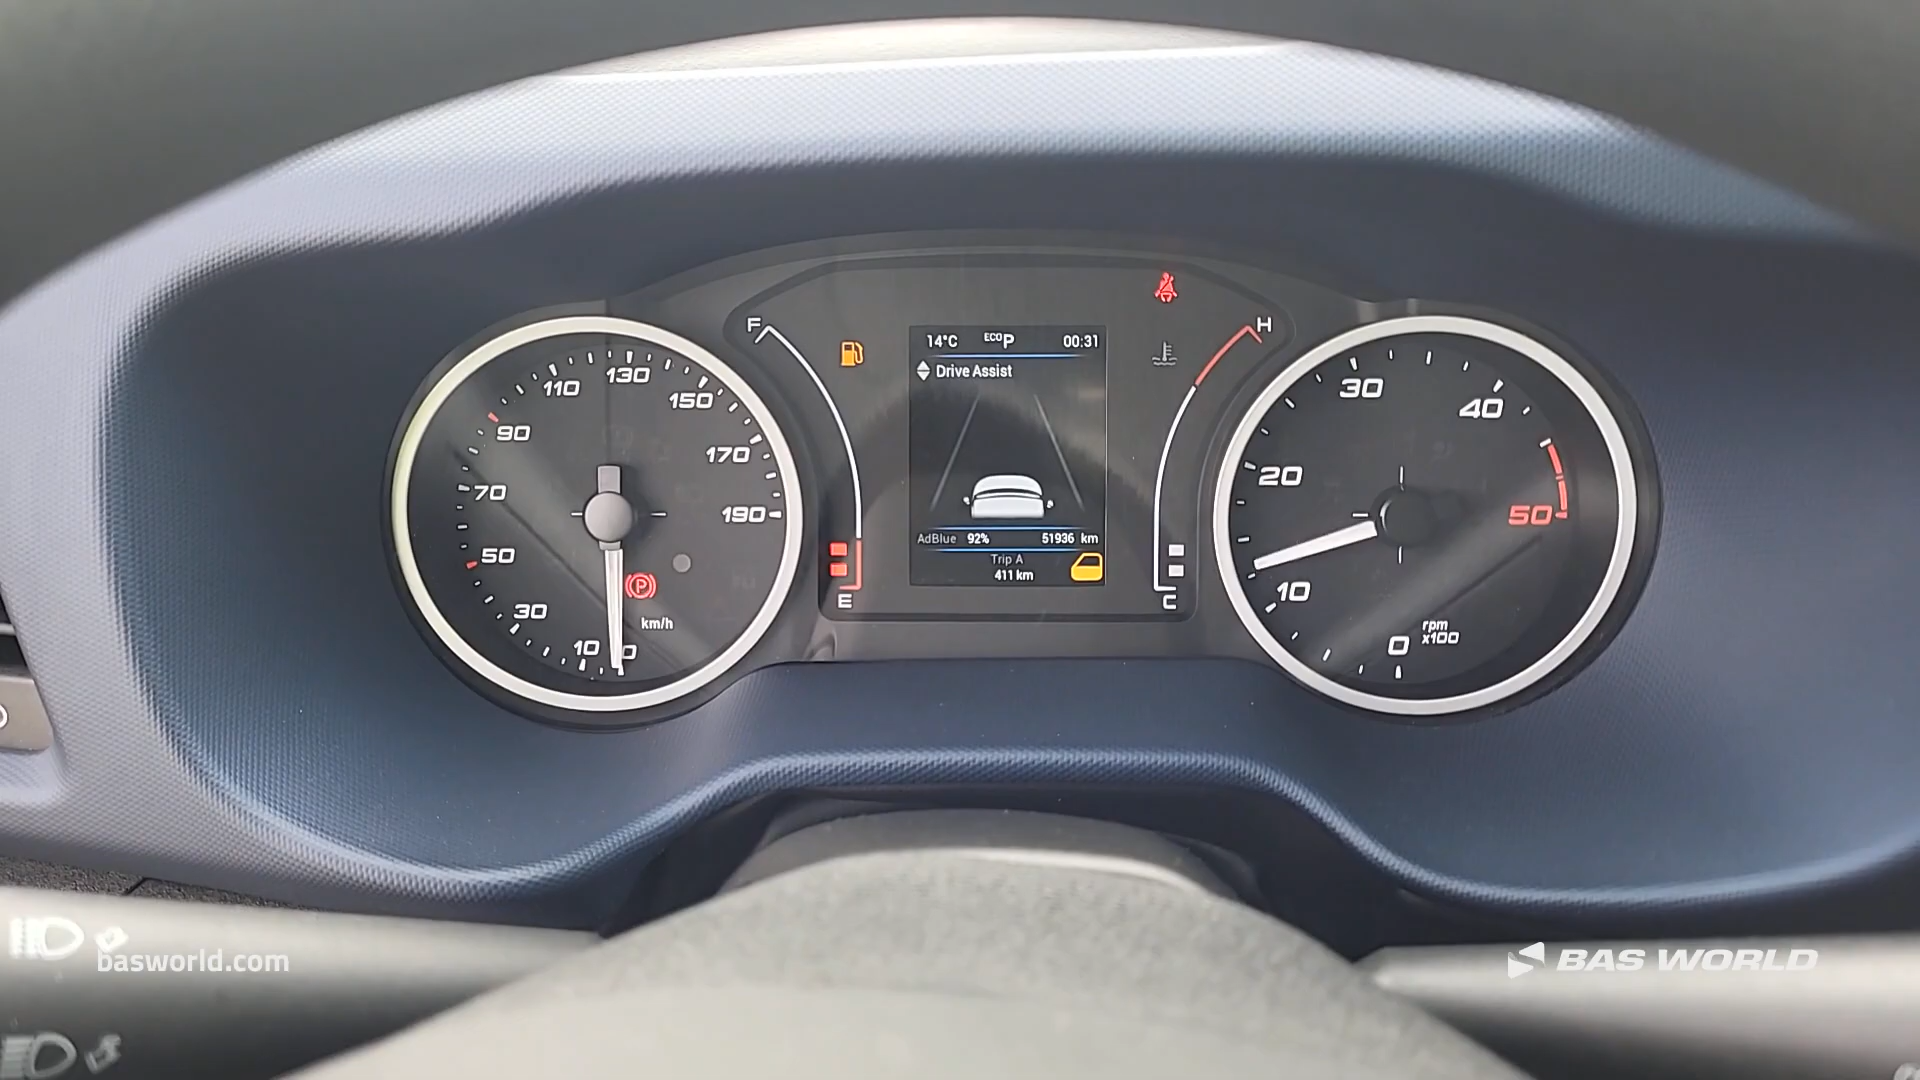 110
130
150
90
170
70
190
50
30
km/h
10
0
F
E
14°C ECO P 00:31
Drive Assist
AdBlue 92% 51936 km
Trip A
411 km
H
C
P
30
40
20
50
10
0
rpm
x100
basworld.com
BAS WORLD